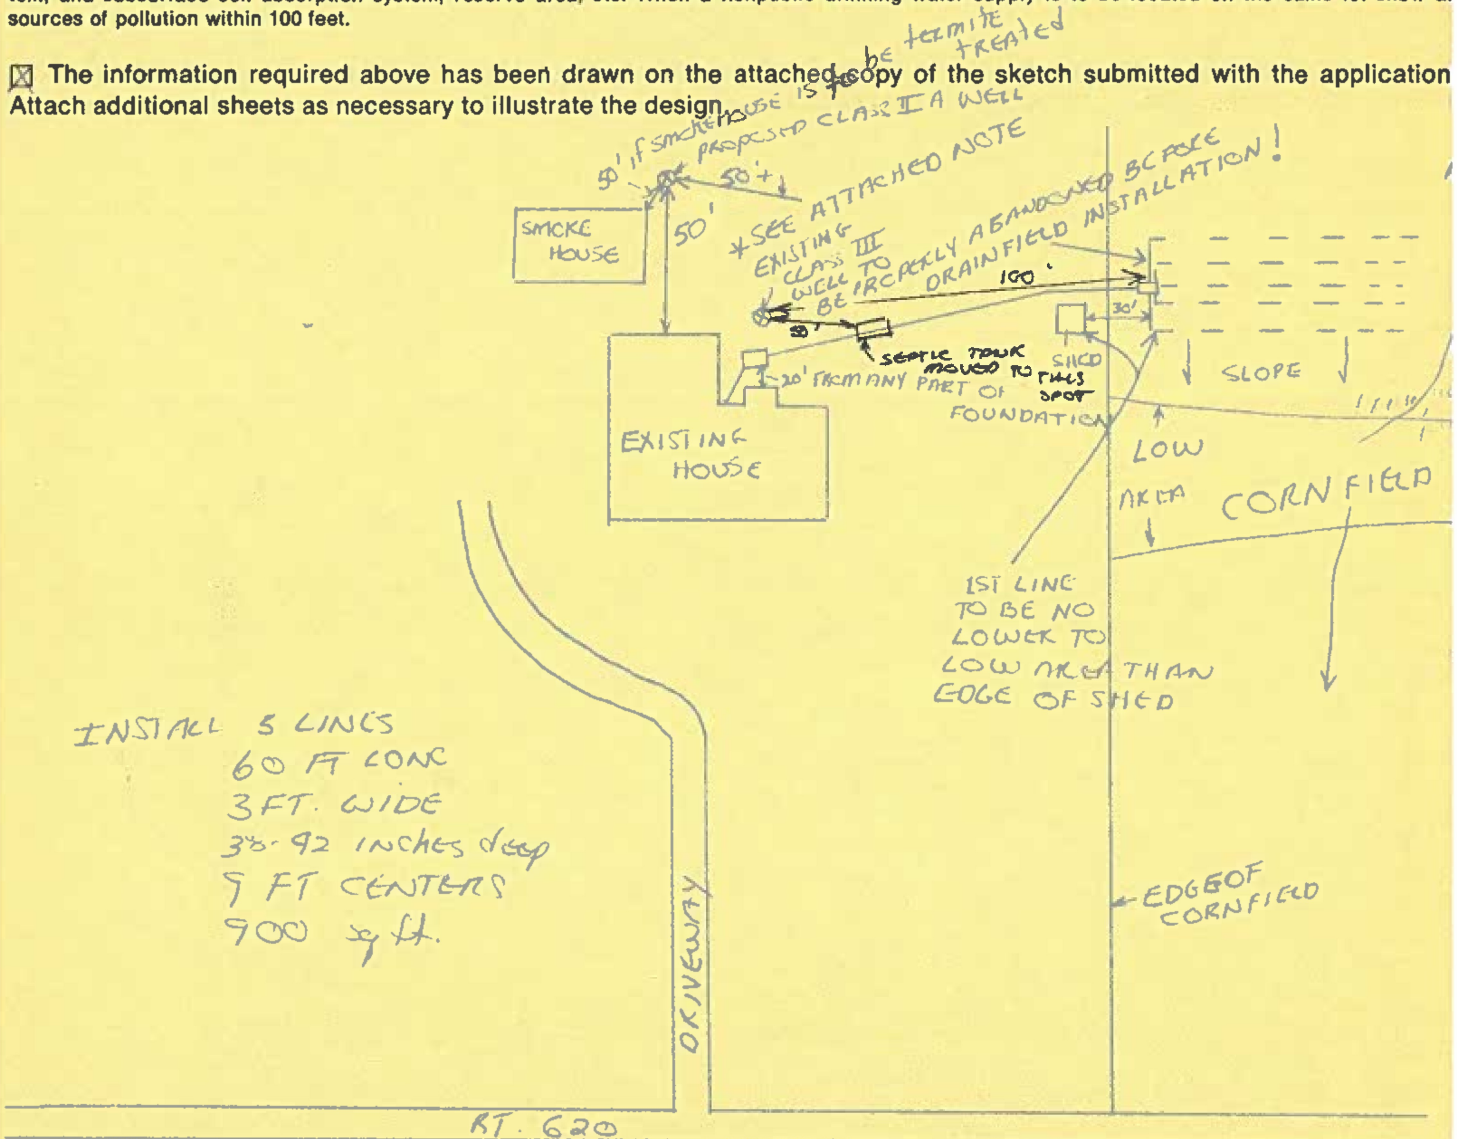 sources of pollution within 100 feet.
☒ The information required above has been drawn on the attached copy of the sketch submitted with the application
Attach additional sheets as necessary to illustrate the design.
50', if SMOKEHOUSE IS to be termite
TREATED
PROPOSED CLASS II A WELL
50'+
50'
SMOKE
HOUSE
*SEE ATTACHED NOTE
EXISTING
CLASS III
WELL TO
BE PROPERLY ABANDONED BEFORE
DRAINFIELD INSTALLATION!
100'
30'
SEPTIC TANK
MOVED TO THIS
SPOT
SHED
20' FROM ANY PART OF
FOUNDATION
SLOPE
EXISTING
HOUSE
LOW
AREA
CORNFIELD
1ST LINE
TO BE NO
LOWER TO
LOW AREA THAN
EDGE OF SHED
INSTALL 5 LINES
60 FT LONG
3 FT. WIDE
inches deep
9 FT CENTERS
900 sq ft.
DRIVEWAY
EDGE OF
CORNFIELD
RT. 620